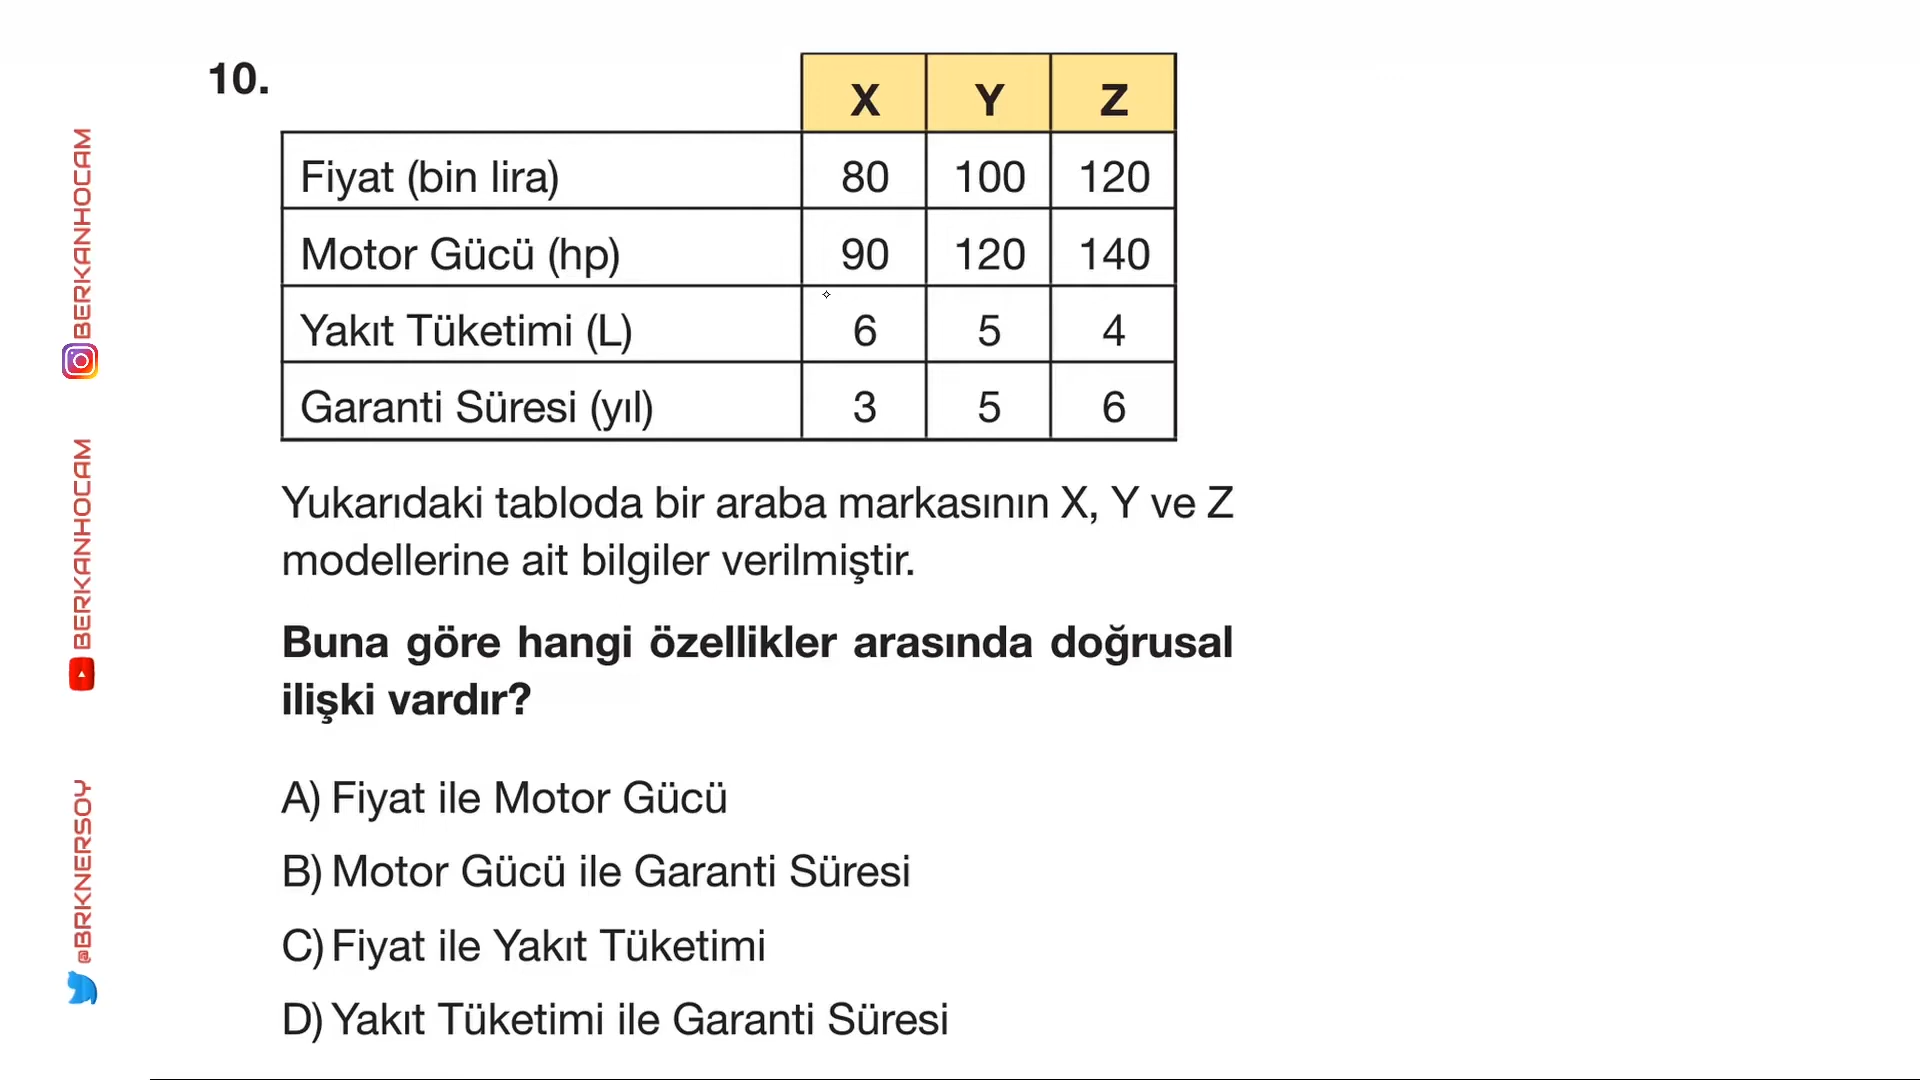 10.
X Y Z
Fiyat (bin lira) 80 100 120
Motor Gücü (hp) 90 120 140
Yakıt Tüketimi (L) 6 5 4
Garanti Süresi (yıl) 3 5 6
Yukarıdaki tabloda bir araba markasının X, Y ve Z
modellerine ait bilgiler verilmiştir.
Buna göre hangi özellikler arasında doğrusal
ilişki vardır?
A) Fiyat ile Motor Gücü
B) Motor Gücü ile Garanti Süresi
C) Fiyat ile Yakıt Tüketimi
D) Yakıt Tüketimi ile Garanti Süresi
BERKANHOCAM
BERKANHOCAM
@BRKNERSOY